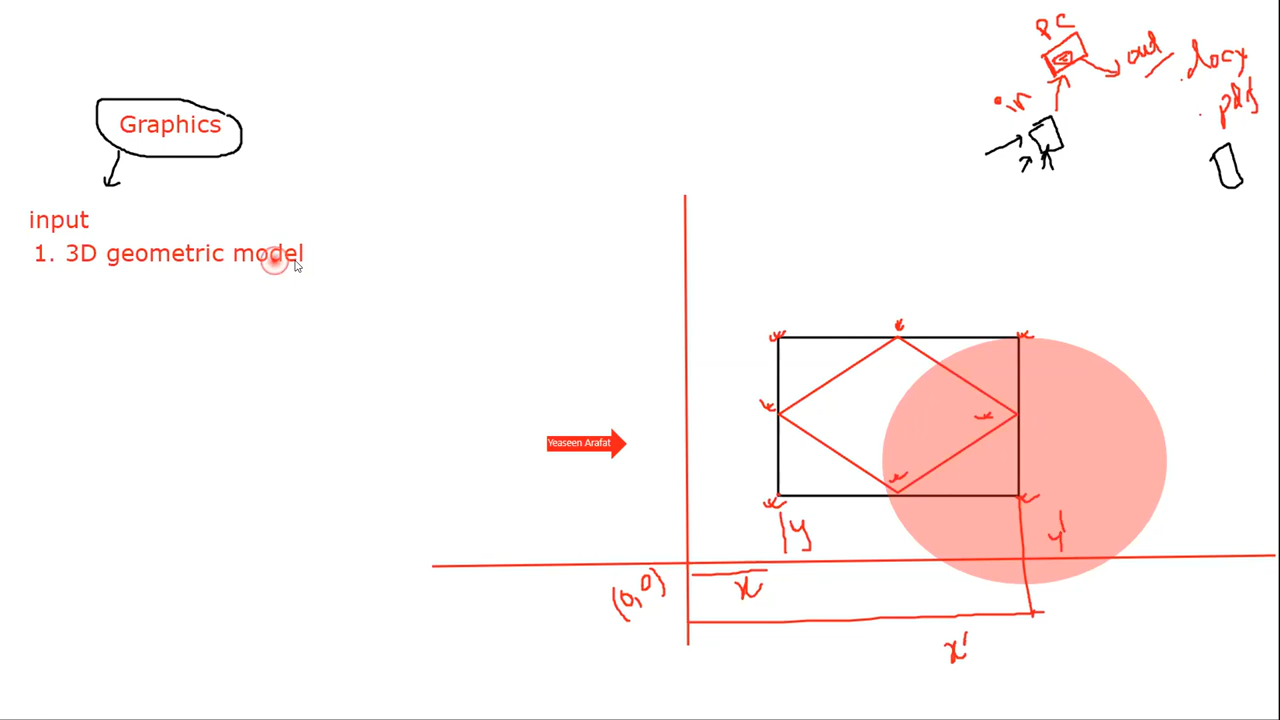 PC
out
.docx
in
.pdf
Graphics
input
1. 3D geometric model
Yeaseen Arafat
y
y'
(0,0)
x
x'